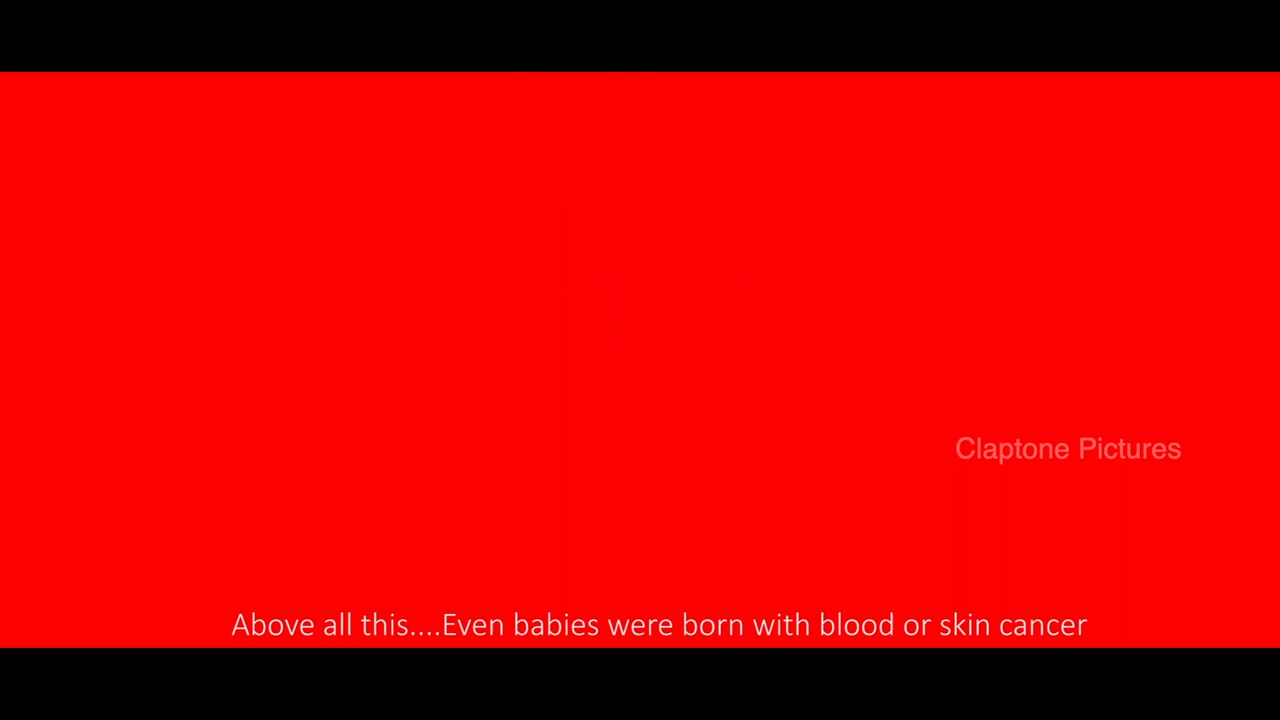 Claptone Pictures
Above all this....Even babies were born with blood or skin cancer